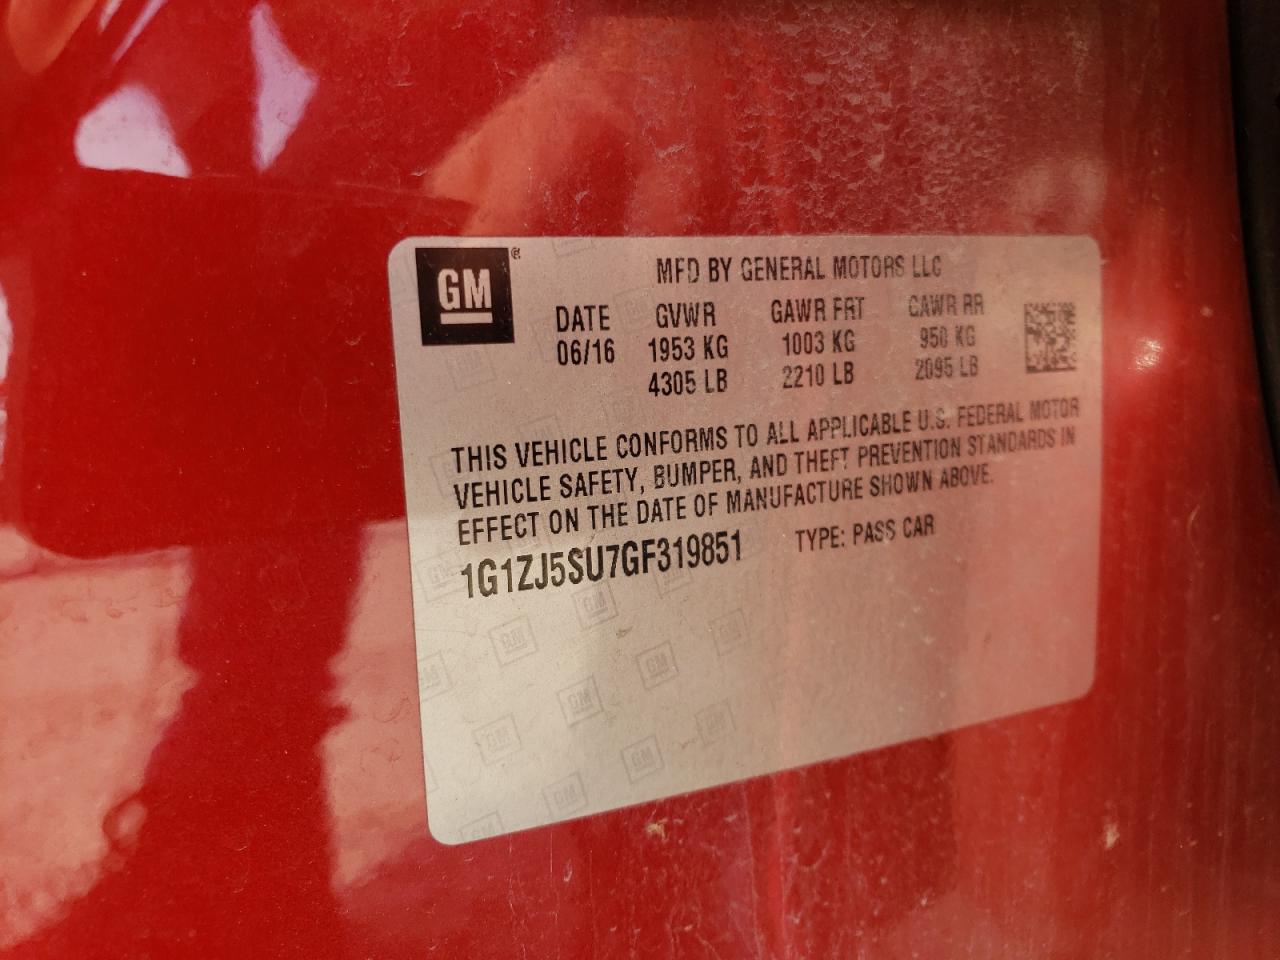 GM®
MFD BY GENERAL MOTORS LLC
DATE GVWR GAWR FRT GAWR RR
06/16 1953 KG 1003 KG 950 KG
4305 LB 2210 LB 2095 LB
THIS VEHICLE CONFORMS TO ALL APPLICABLE U.S. FEDERAL MOTOR
VEHICLE SAFETY, BUMPER, AND THEFT PREVENTION STANDARDS IN
EFFECT ON THE DATE OF MANUFACTURE SHOWN ABOVE.
1G1ZJ5SU7GF319851 TYPE: PASS CAR